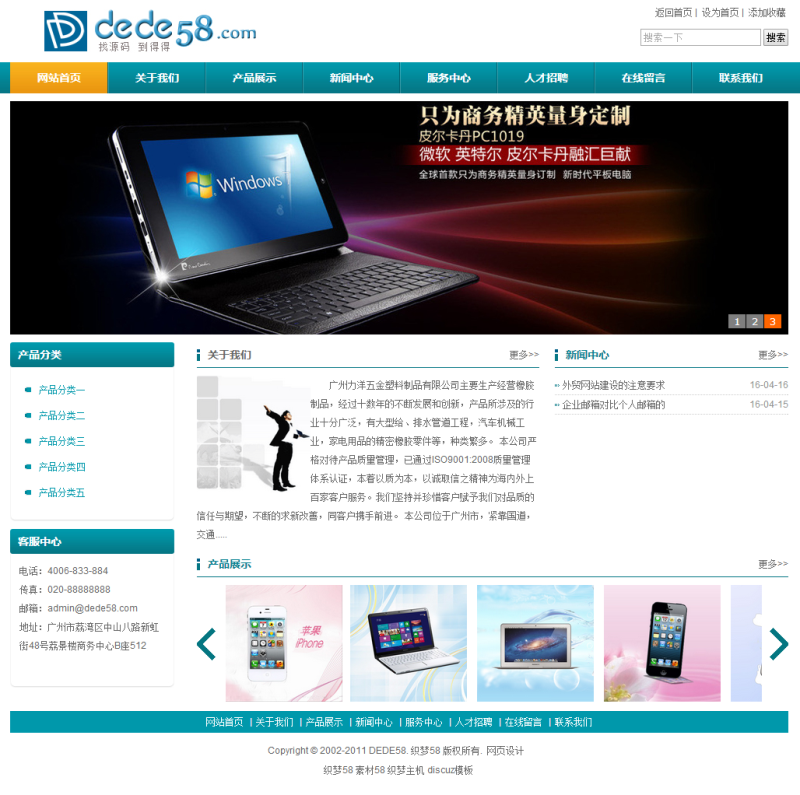 返回首页 | 设为首页 | 添加收藏
dede58.com
找源码 到得得
搜索一下 搜索
网站首页 关于我们 产品展示 新闻中心 服务中心 人才招聘 在线留言 联系我们
只为商务精英量身定制
皮尔卡丹PC1019
微软 英特尔 皮尔卡丹融汇巨献
全球首款只为商务精英量身订制 新时代平板电脑
Windows 7
1 2 3
产品分类
产品分类一
产品分类二
产品分类三
产品分类四
产品分类五
客服中心
电话：4006-833-884
传真：020-88888888
邮箱：admin@dede58.com
地址：广州市荔湾区中山八路新虹
街48号荔景楼商务中心B座512
关于我们 更多>>
广州力洋五金塑料制品有限公司主要生产经营橡胶
制品，经过十数年的不断发展和创新，产品所涉及的行
业十分广泛，有大型给、排水管道工程，汽车机械工
业，家电用品的精密橡胶零件等，种类繁多。 本公司严
格对待产品质量管理，已通过ISO9001:2008质量管理
体系认证，本着以质为本，以诚取信之精神为海内外上
百家客户服务。我们坚持并珍惜客户赋予我们对品质的
信任与期望，不断的求新改善，同客户携手前进。 本公司位于广州市，紧靠国道，
交通.....
新闻中心 更多>>
外贸网站建设的注意要求 16-04-16
企业邮箱对比个人邮箱的 16-04-15
产品展示 更多>>
苹果
iPhone
网站首页 | 关于我们 | 产品展示 | 新闻中心 | 服务中心 | 人才招聘 | 在线留言 | 联系我们
Copyright © 2002-2011 DEDE58. 织梦58 版权所有. 网页设计
织梦58 素材58 织梦主机 discuz模板